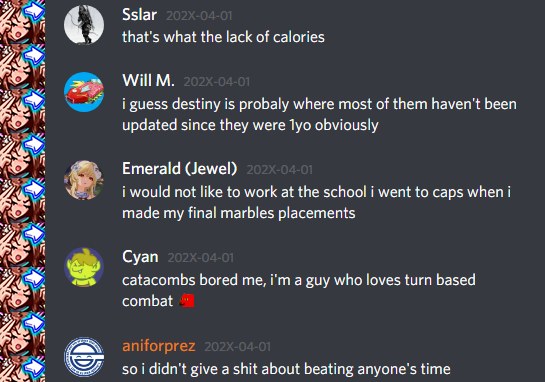 Sslar 202X-04-01
that's what the lack of calories
Will M. 202X-04-01
i guess destiny is probaly where most of them haven't been
updated since they were 1yo obviously
Emerald (Jewel) 202X-04-01
i would not like to work at the school i went to caps when i
made my final marbles placements
Cyan 202X-04-01
catacombs bored me, i'm a guy who loves turn based
combat
aniforprez 202X-04-01
so i didn't give a shit about beating anyone's time